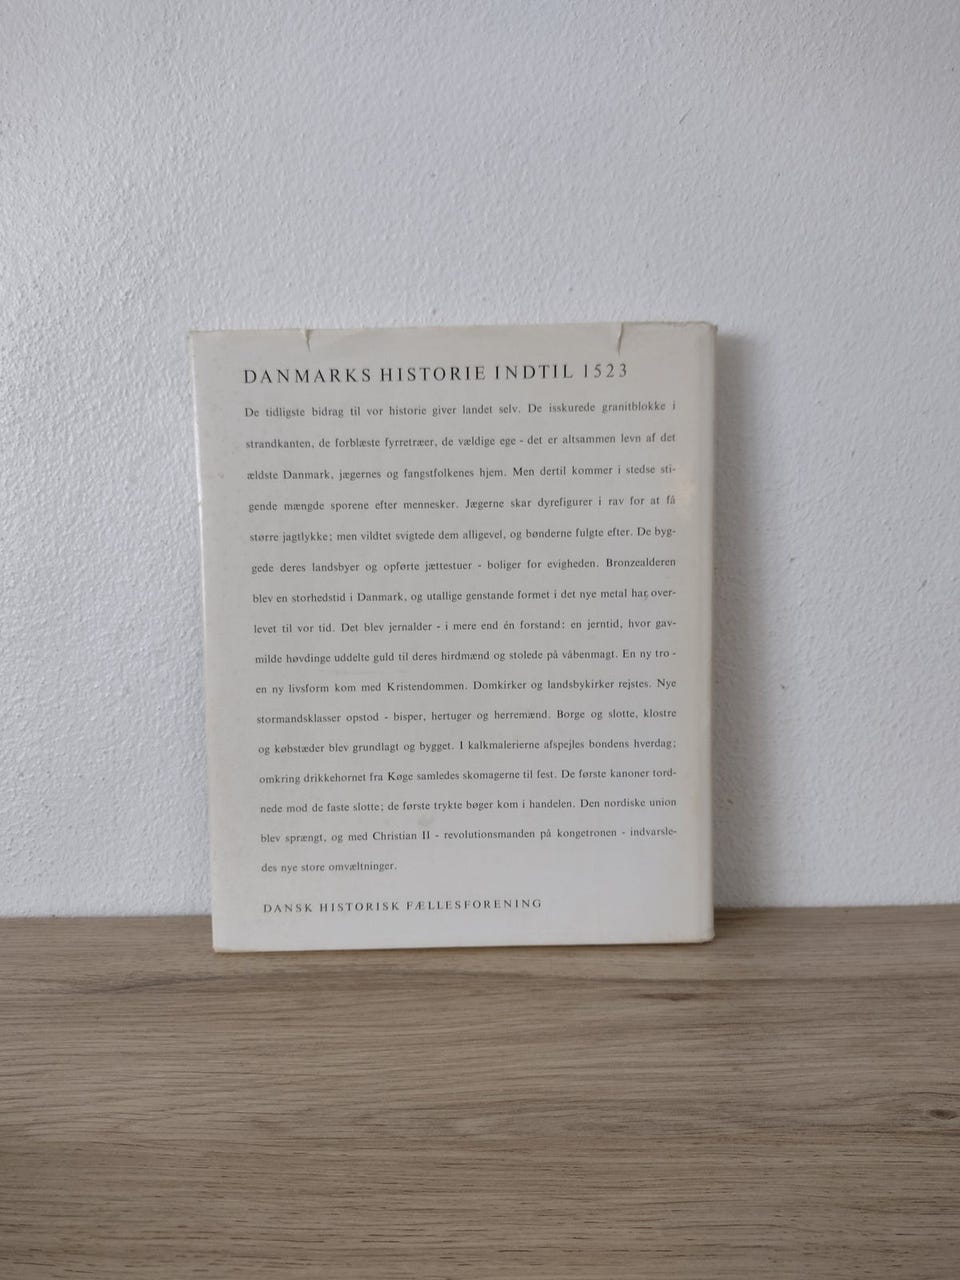 DANMARKS HISTORIE INDTIL 1523
De tidligste bidrag til vor historie giver landet selv. De isskurede granitblokke i
strandkanten, de forblæste fyrretræer, de vældige ege - det er altsammen levn af det
ældste Danmark, jægernes og fangstfolkenes hjem. Men dertil kommer i stedse sti-
gende mængde sporene efter mennesker. Jægerne skar dyrefigurer i rav for at få
større jagtlykke; men vildtet svigtede dem alligevel, og bønderne fulgte efter. De byg-
gede deres landsbyer og opførte jættestuer - boliger for evigheden. Bronzealderen
blev en storhedstid i Danmark, og utallige genstande formet i det nye metal har over-
levet til vor tid. Det blev jernalder - i mere end én forstand: en jerntid, hvor gav-
milde høvdinge uddelte guld til deres hirdmænd og stolede på våbenmagt. En ny tro -
en ny livsform kom med Kristendommen. Domkirker og landsbykirker rejstes. Nye
stormandsklasser opstod - bisper, hertuger og herremænd. Borge og slotte, klostre
og købstæder blev grundlagt og bygget. I kalkmalerierne afspejles bondens hverdag;
omkring drikkehornet fra Køge samledes skomagerne til fest. De første kanoner tord-
nede mod de faste slotte; de første trykte bøger kom i handelen. Den nordiske union
blev sprængt, og med Christian II - revolutionsmanden på kongetronen - indvarsle-
des nye store omvæltninger.
DANSK HISTORISK FÆLLESFORENING